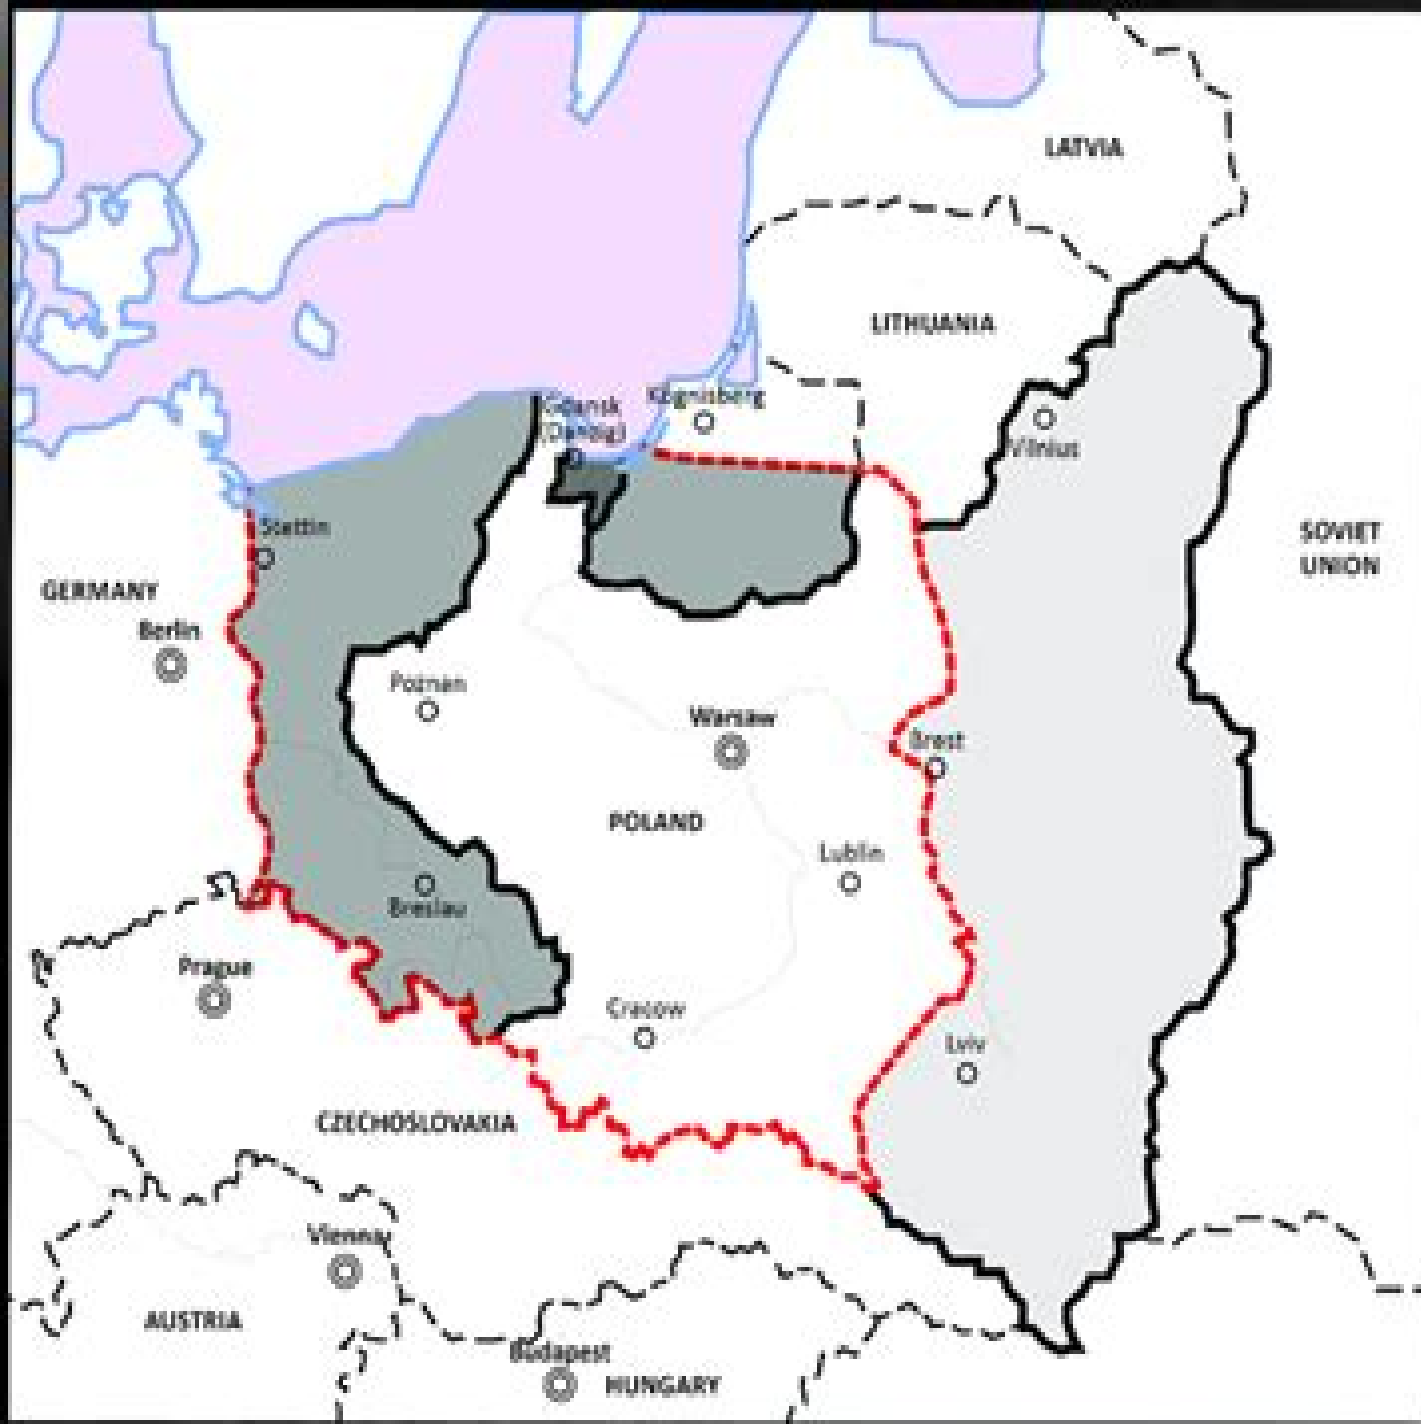 LATVIA
LITHUANIA
Gdansk
(Danzig)
Kögnisberg
Vilnius
Stettin
SOVIET
UNION
GERMANY
Berlin
Poznan
Warsaw
Brest
POLAND
Lublin
Breslau
Prague
Cracow
Lviv
CZECHOSLOVAKIA
Vienna
AUSTRIA
Budapest
HUNGARY